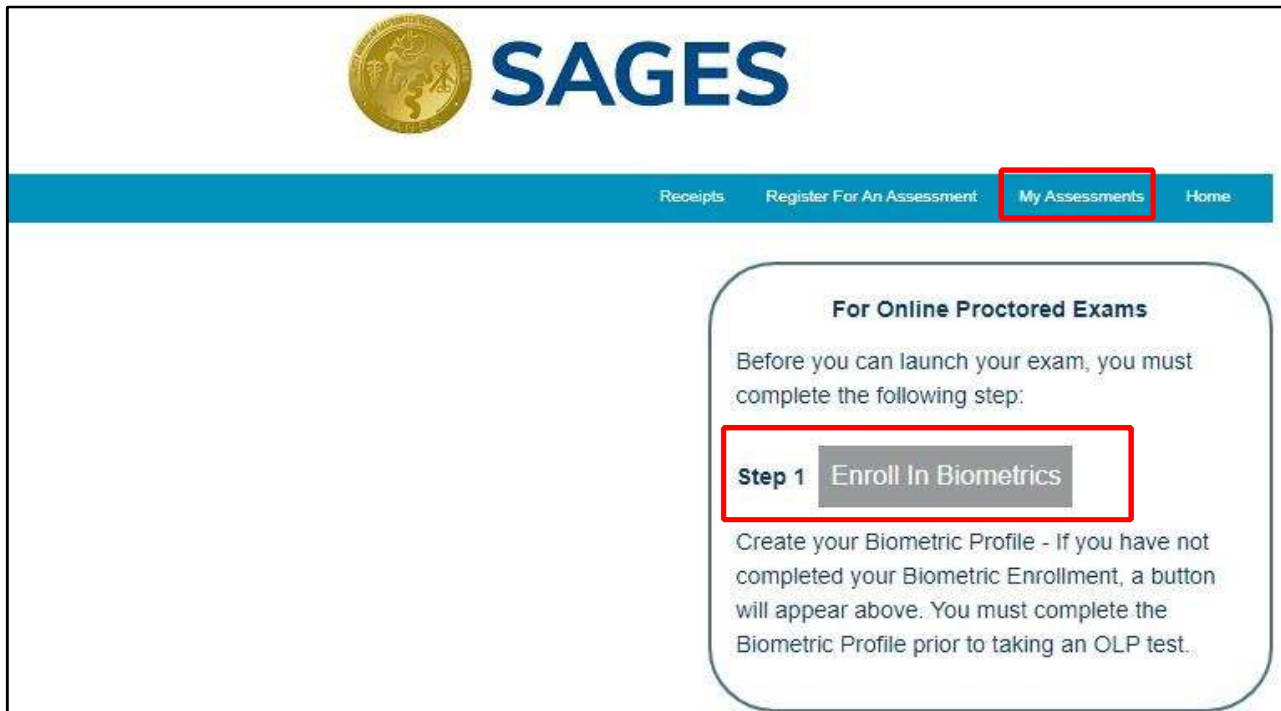 SAGES
SAGES
Receipts Register For An Assessment My Assessments Home
For Online Proctored Exams
Before you can launch your exam, you must
complete the following step:
Step 1 Enroll In Biometrics
Create your Biometric Profile - If you have not
completed your Biometric Enrollment, a button
will appear above. You must complete the
Biometric Profile prior to taking an OLP test.